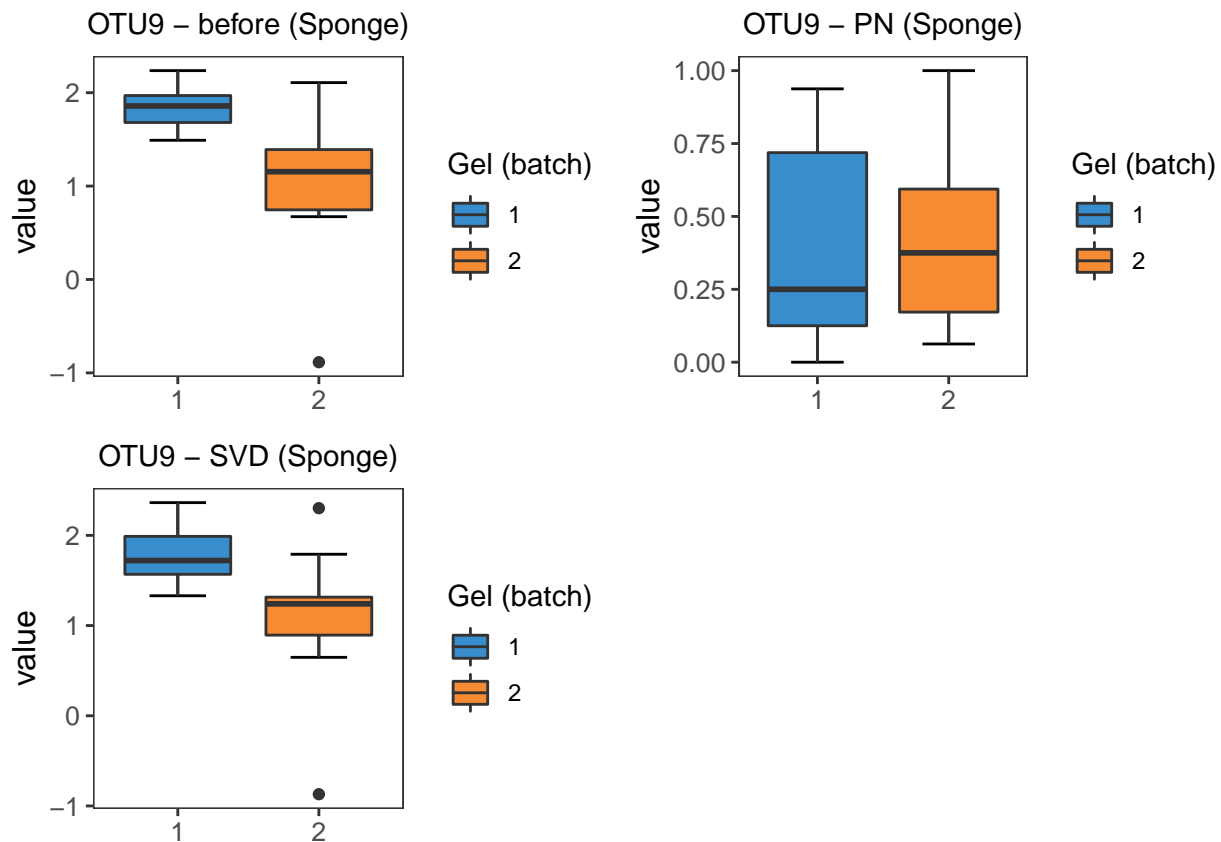 OTU9 − before (Sponge)
value
2
1
0
−1
1
2
Gel (batch)
1
2
OTU9 − PN (Sponge)
value
1.00
0.75
0.50
0.25
0.00
1
2
Gel (batch)
1
2
OTU9 − SVD (Sponge)
value
2
1
0
−1
1
2
Gel (batch)
1
2